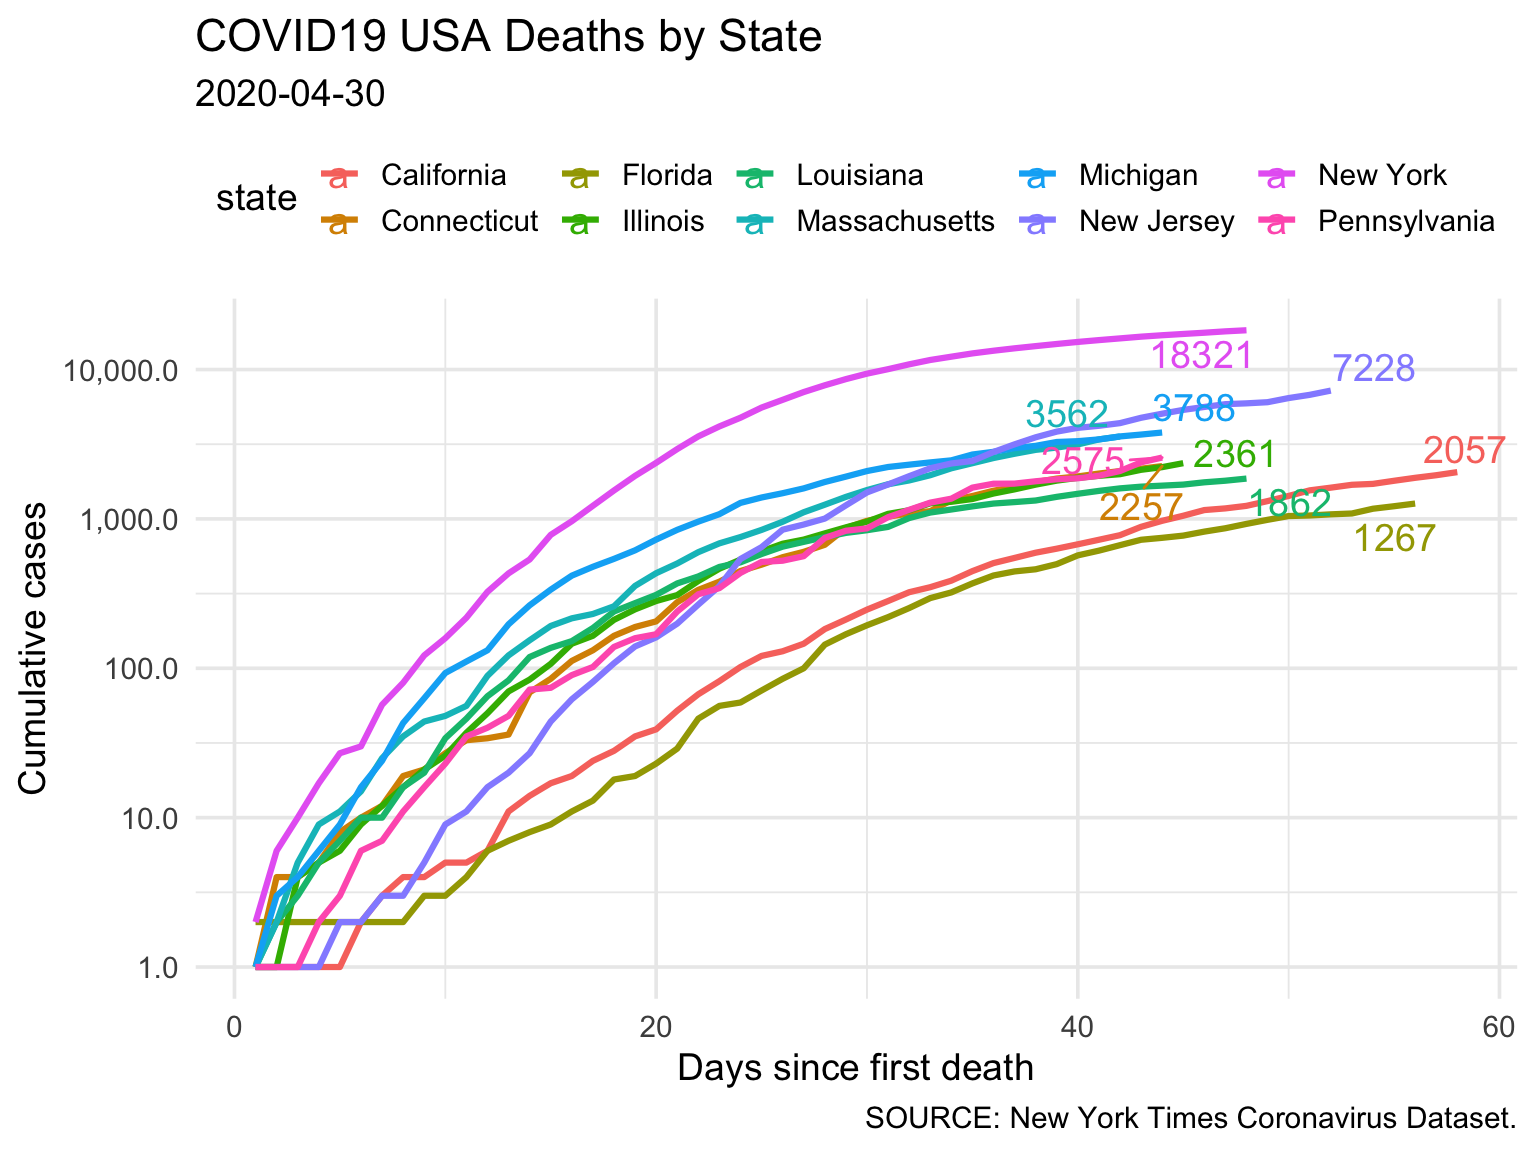 COVID19 USA Deaths by State
2020-04-30
state
a California a Florida a Louisiana a Michigan a New York
a Connecticut a Illinois a Massachusetts a New Jersey a Pennsylvania
10,000.0
,1,000.0
100.0
10.0
1.0
Cumulative cases
18321
7228
3562
3788
2575
2361
2057
2257
1862
1267
0 20 40 60
Days since first death
SOURCE: New York Times Coronavirus Dataset.